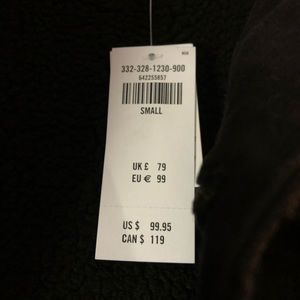 332-328-1230-900
642255857
SMALL
UK £ 79
EU € 99
US $ 99.95
CAN $ 119